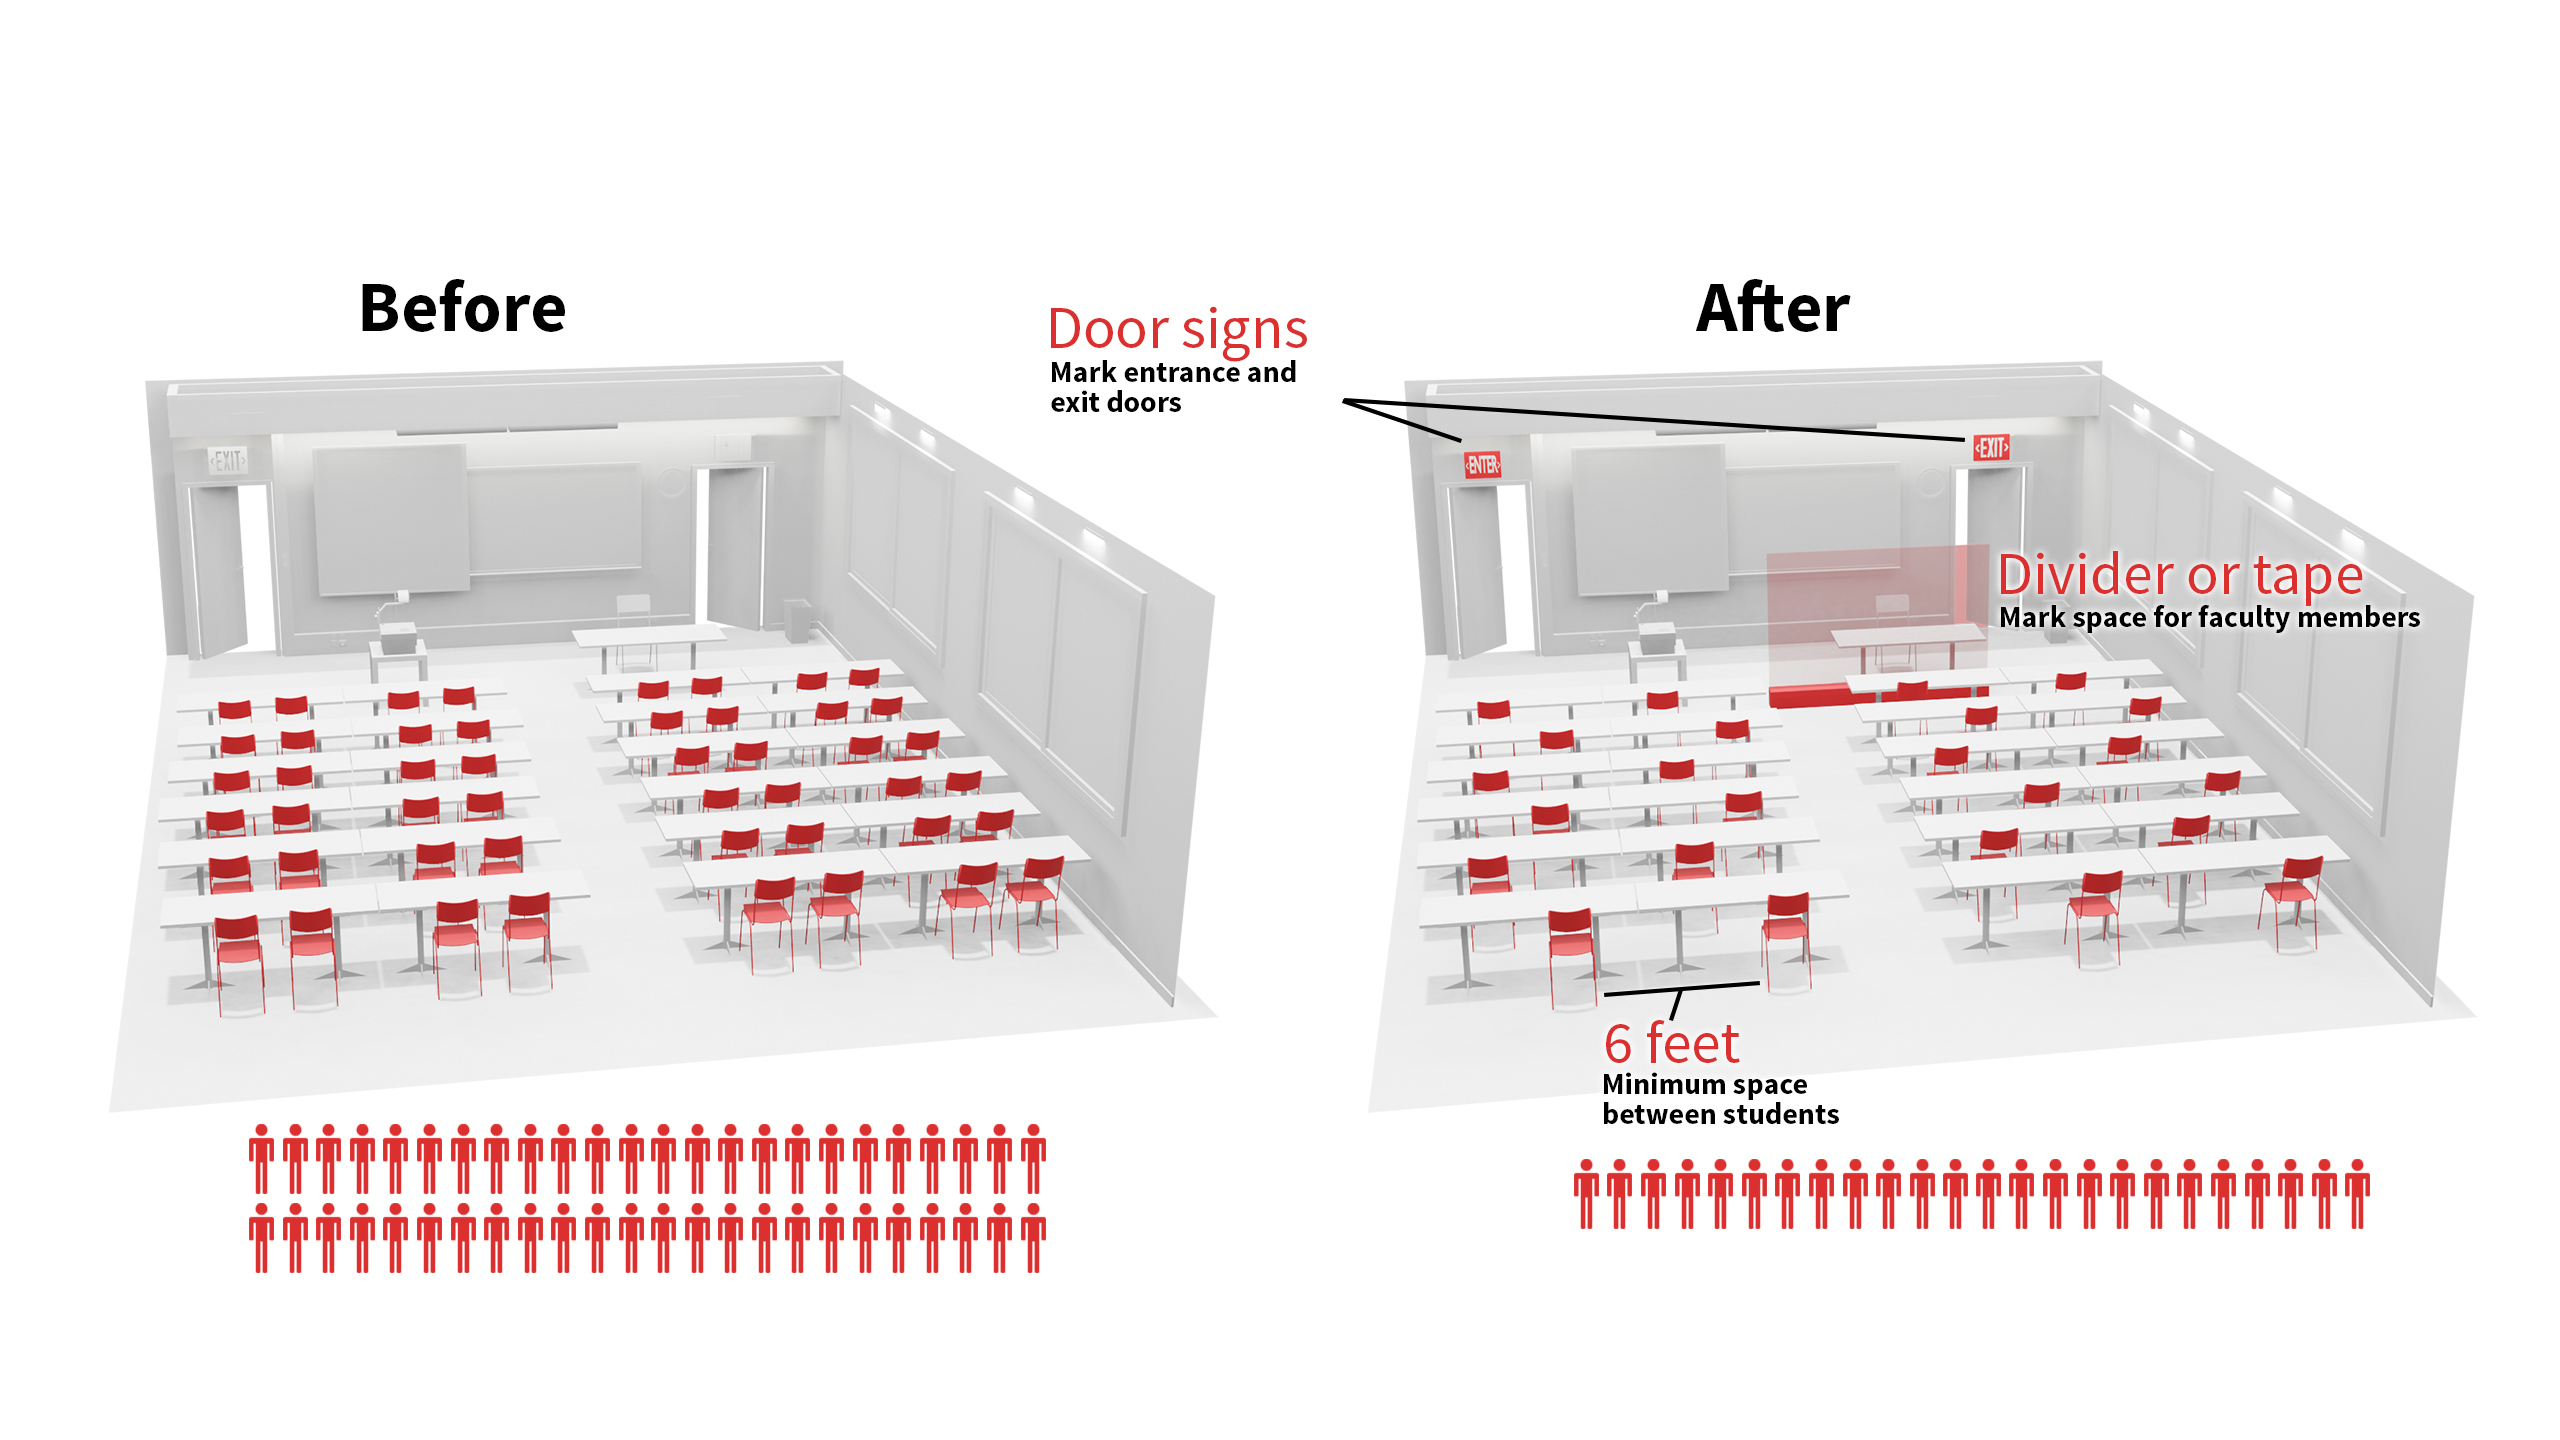 Before
After
Door signs
Mark entrance and
exit doors
EXIT
ENTER
EXIT
Divider or tape
Mark space for faculty members
6 feet
Minimum space
between students